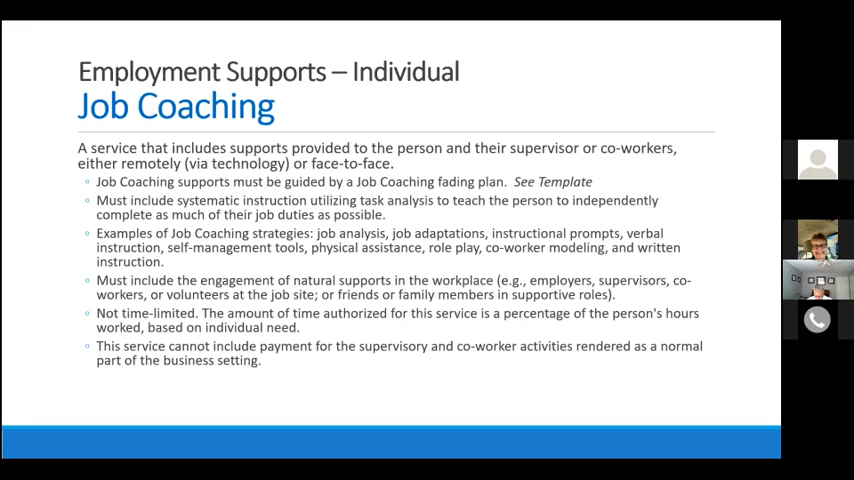 Employment Supports – Individual
Job Coaching
A service that includes supports provided to the person and their supervisor or co-workers,
either remotely (via technology) or face-to-face.
◦ Job Coaching supports must be guided by a Job Coaching fading plan. See Template
◦ Must include systematic instruction utilizing task analysis to teach the person to independently
complete as much of their job duties as possible.
◦ Examples of Job Coaching strategies: job analysis, job adaptations, instructional prompts, verbal
instruction, self-management tools, physical assistance, role play, co-worker modeling, and written
instruction.
◦ Must include the engagement of natural supports in the workplace (e.g., employers, supervisors, co-
workers, or volunteers at the job site; or friends or family members in supportive roles).
◦ Not time-limited. The amount of time authorized for this service is a percentage of the person's hours
worked, based on individual need.
◦ This service cannot include payment for the supervisory and co-worker activities rendered as a normal
part of the business setting.